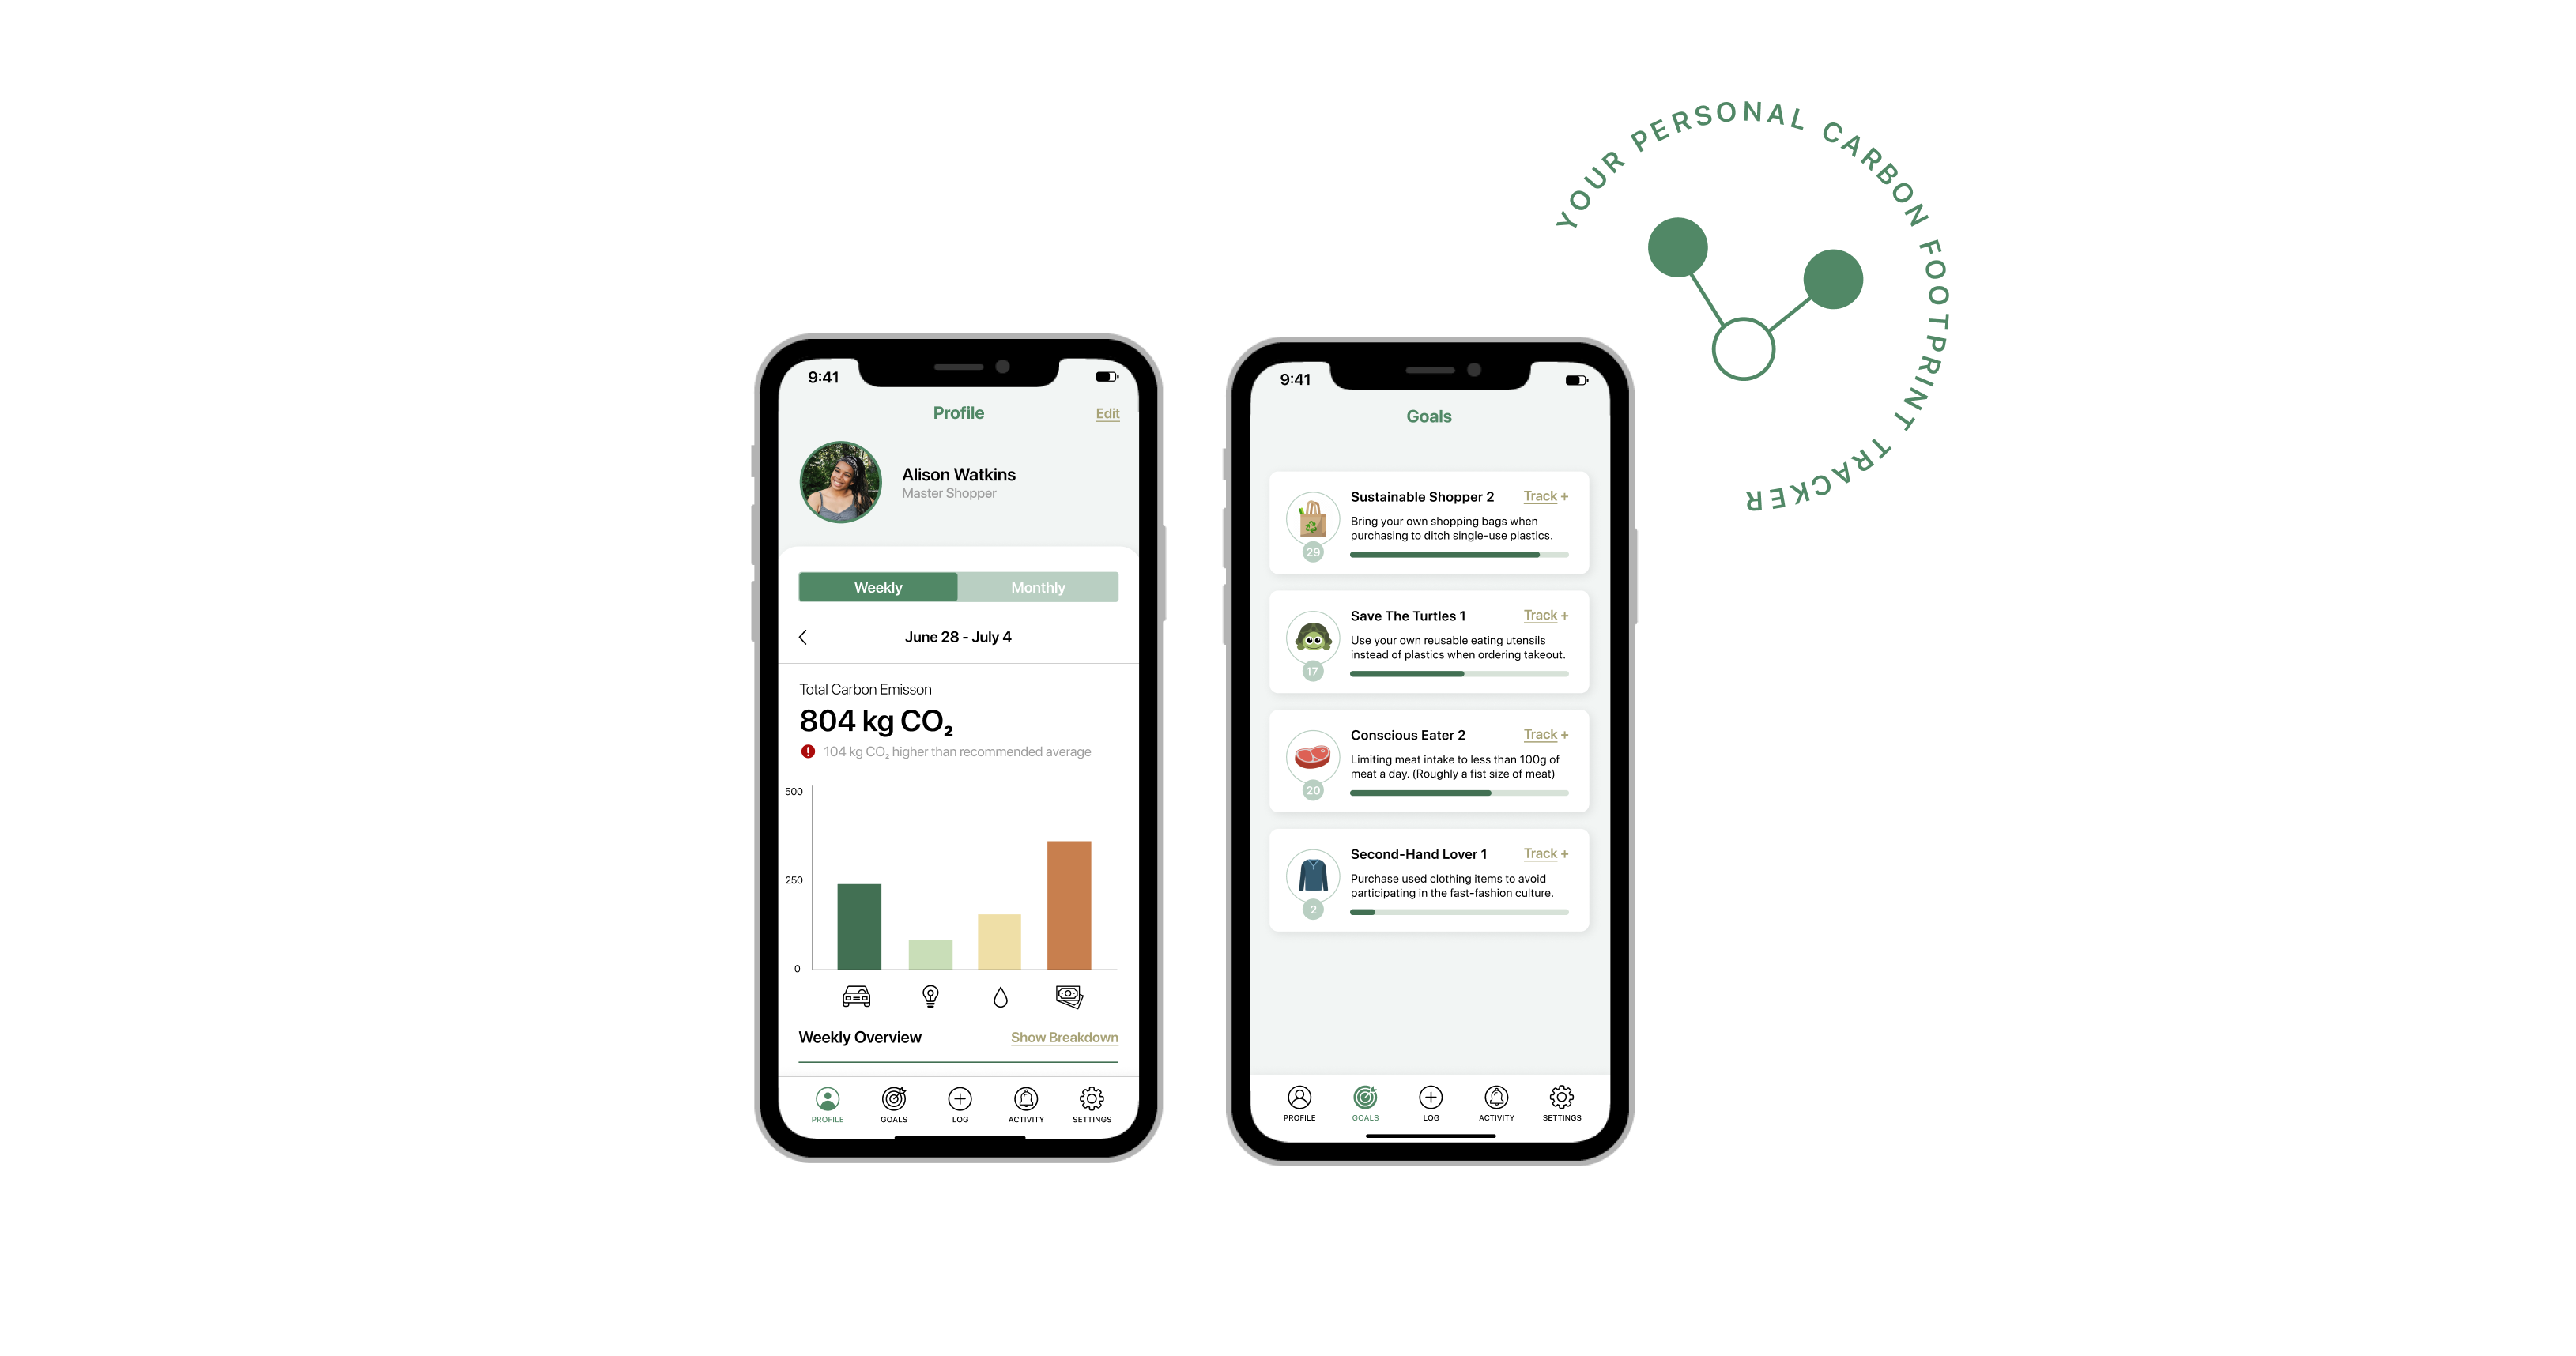 YOUR PERSONAL CARBON FOOTPRINT TRACKER
9:41
Profile
Edit
Alison Watkins
Master Shopper
Weekly
Monthly
June 28 - July 4
Total Carbon Emisson
804 kg CO₂
104 kg CO₂ higher than recommended average
500
250
0
Weekly Overview
Show Breakdown
PROFILE
GOALS
LOG
ACTIVITY
SETTINGS
9:41
Goals
Sustainable Shopper 2
Track +
Bring your own shopping bags when
purchasing to ditch single-use plastics.
29
Save The Turtles 1
Track +
Use your own reusable eating utensils
instead of plastics when ordering takeout.
17
Conscious Eater 2
Track +
Limiting meat intake to less than 100g of
meat a day. (Roughly a fist size of meat)
20
Second-Hand Lover 1
Track +
Purchase used clothing items to avoid
participating in the fast-fashion culture.
2
PROFILE
GOALS
LOG
ACTIVITY
SETTINGS